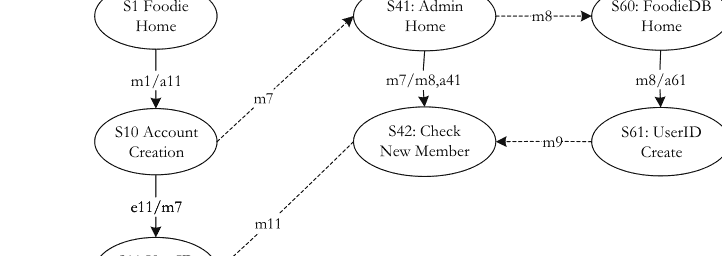 S1 Foodie
Home
S41: Admin
Home
S60: FoodieDB
Home
m8
m1/a11
m7/m8,a41
m8/a61
m7
S10 Account
Creation
S42: Check
New Member
S61: UserID
Create
m9
e11/m7
m11